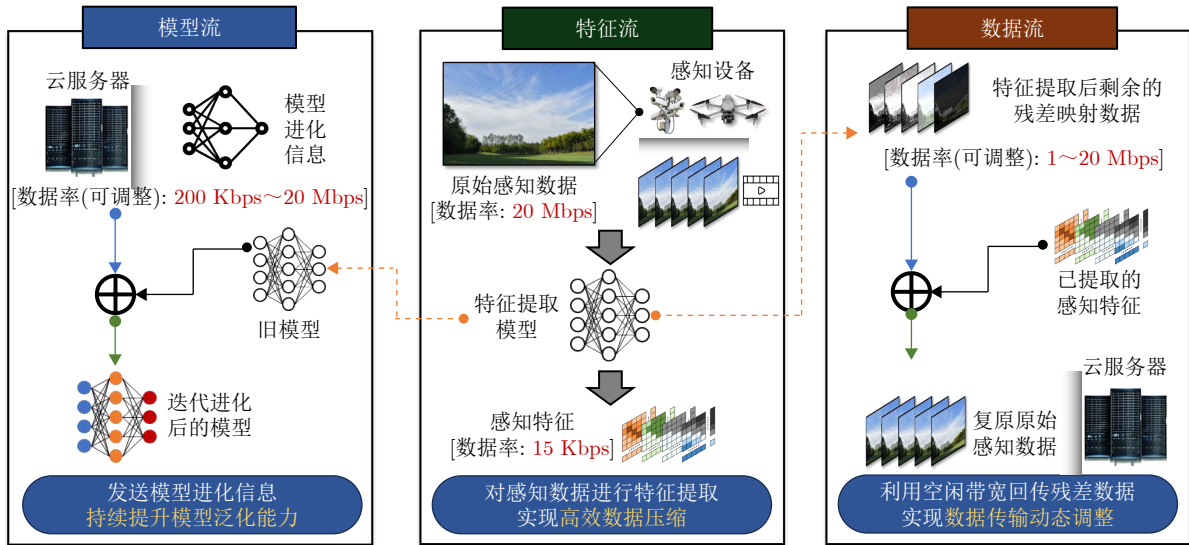 模型流
云服务器
模型
进化
信息
[数据率(可调整): 200 Kbps～20 Mbps]
旧模型
迭代进化
后的模型
发送模型进化信息
持续提升模型泛化能力
特征流
感知设备
原始感知数据
[数据率: 20 Mbps]
特征提取
模型
感知特征
[数据率: 15 Kbps]
对感知数据进行特征提取
实现高效数据压缩
数据流
特征提取后剩余的
残差映射数据
[数据率(可调整): 1～20 Mbps]
已提取的
感知特征
云服务器
复原原始
感知数据
利用空闲带宽回传残差数据
实现数据传输动态调整